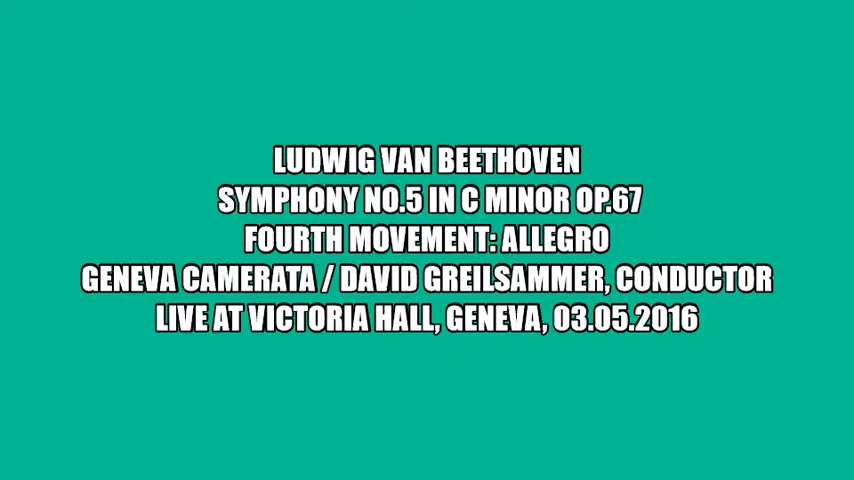 LUDWIG VAN BEETHOVEN
SYMPHONY NO.5 IN C MINOR OP.67
FOURTH MOVEMENT: ALLEGRO
GENEVA CAMERATA / DAVID GREILSAMMER, CONDUCTOR
LIVE AT VICTORIA HALL, GENEVA, 03.05.2016